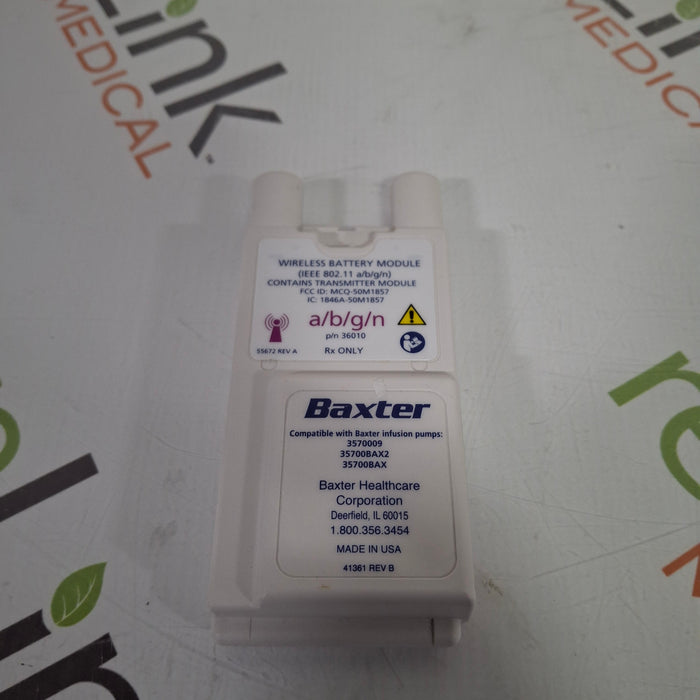 Link
MEDICAL
MEDICAL
WIRELESS BATTERY MODULE
(IEEE 802.11 a/b/g/n)
CONTAINS TRANSMITTER MODULE
FCC ID: MCQ-50M1857
IC: 1846A-50M1857
a/b/g/n
p/n 36010
55672 REV A
Rx ONLY
Baxter
Compatible with Baxter infusion pumps:
3570009
35700BAX2
35700BAX
Baxter Healthcare
Corporation
Deerfield, IL 60015
1.800.356.3454
MADE IN USA
41361 REV B